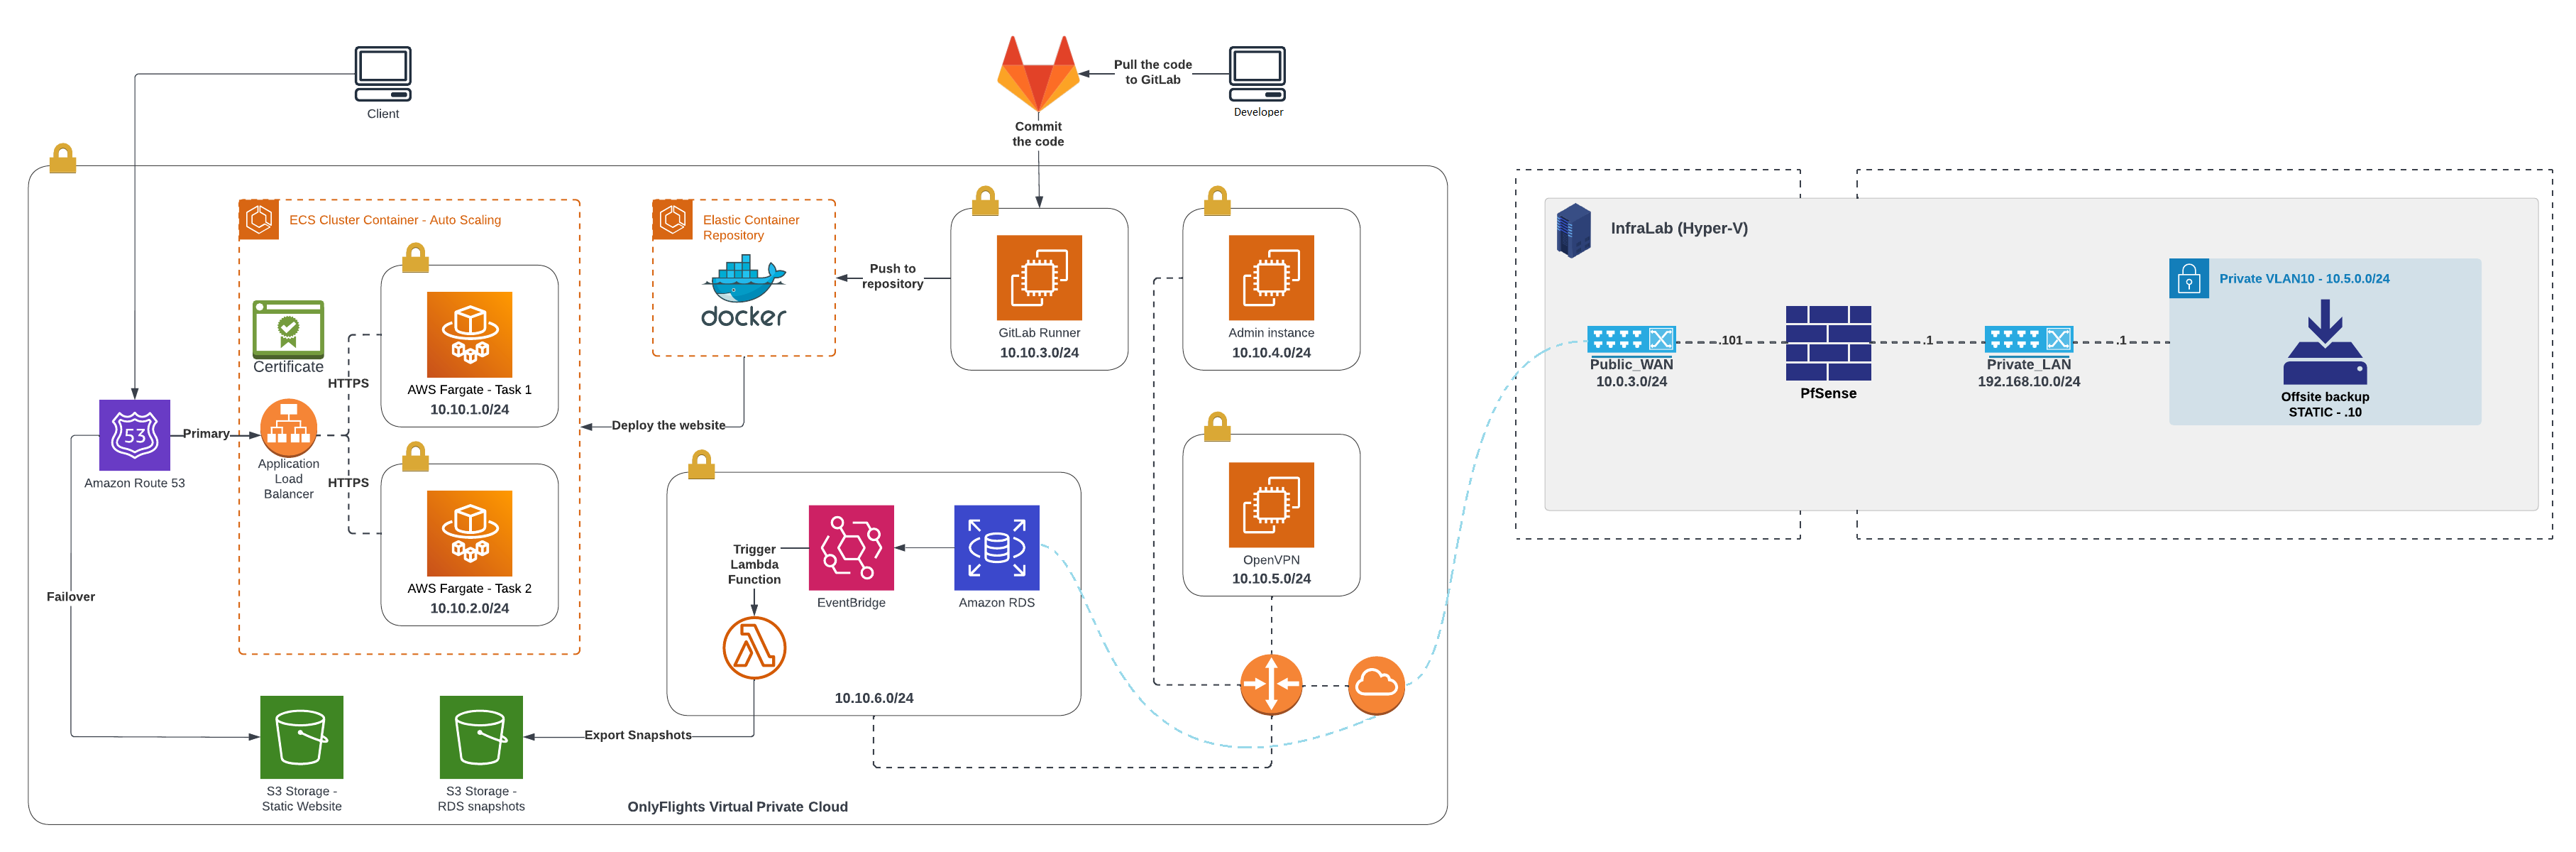 Client
Pull the code
to GitLab
Developer
Commit
the code
ECS Cluster Container - Auto Scaling
Elastic Container
Repository
docker
Push to
repository
GitLab Runner
10.10.3.0/24
Admin instance
10.10.4.0/24
InfraLab (Hyper-V)
Private VLAN10 - 10.5.0.0/24
Certificate
HTTPS
AWS Fargate - Task 1
10.10.1.0/24
Deploy the website
.101
.1
.1
Public_WAN
10.0.3.0/24
PfSense
Private_LAN
192.168.10.0/24
Offsite backup
STATIC - .10
53
Amazon Route 53
Primary
Application
Load
Balancer
HTTPS
AWS Fargate - Task 2
10.10.2.0/24
Failover
Trigger
Lambda
Function
EventBridge
Amazon RDS
10.10.6.0/24
OpenVPN
10.10.5.0/24
Export Snapshots
S3 Storage -
Static Website
S3 Storage -
RDS snapshots
OnlyFlights Virtual Private Cloud